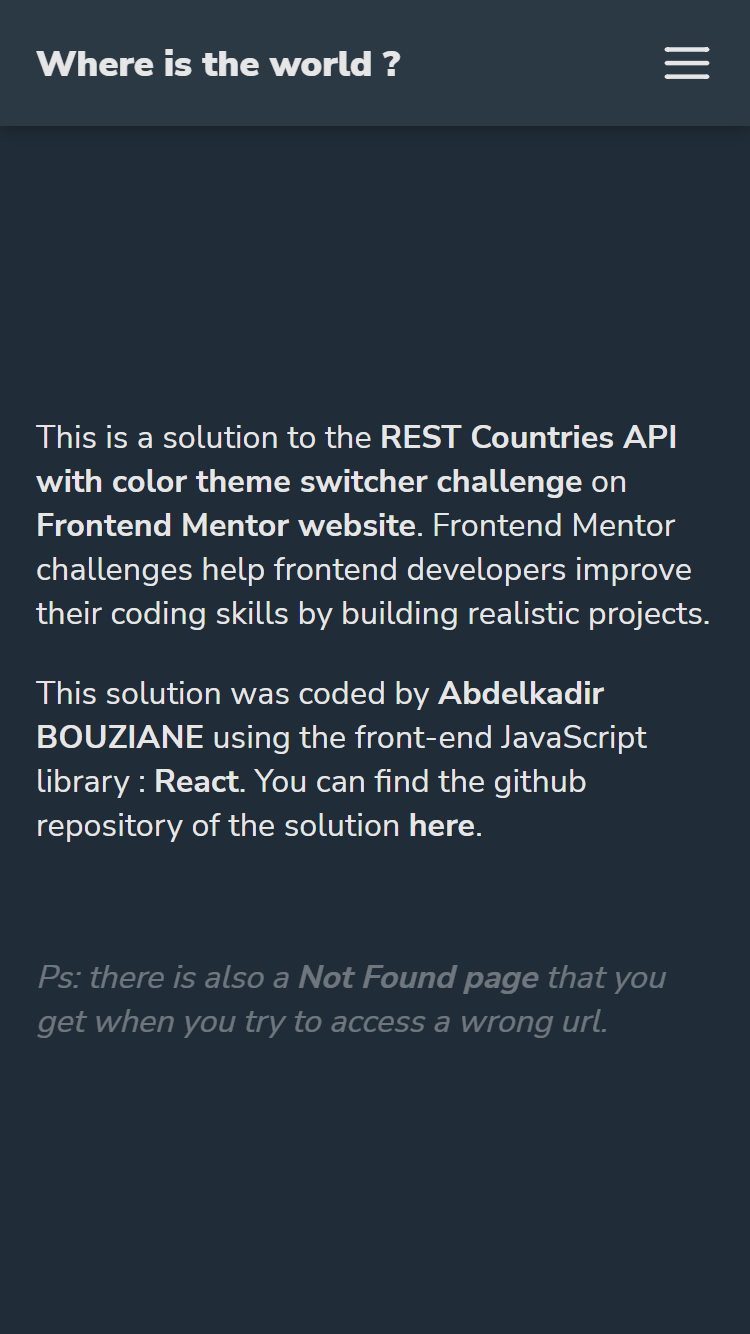 Where is the world ?
This is a solution to the REST Countries API
with color theme switcher challenge on
Frontend Mentor website. Frontend Mentor
challenges help frontend developers improve
their coding skills by building realistic projects.
This solution was coded by Abdelkadir
BOUZIANE using the front-end JavaScript
library : React. You can find the github
repository of the solution here.
Ps: there is also a Not Found page that you
get when you try to access a wrong url.